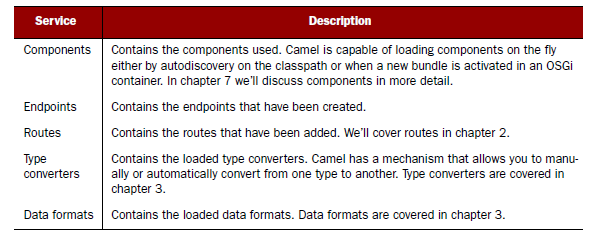 Service Description
Components Contains the components used. Camel is capable of loading components on the fly
either by autodiscovery on the classpath or when a new bundle is activated in an OSGi
container. In chapter 7 we'll discuss components in more detail.
Endpoints Contains the endpoints that have been created.
Routes Contains the routes that have been added. We'll cover routes in chapter 2.
Type Contains the loaded type converters. Camel has a mechanism that allows you to manu-
converters ally or automatically convert from one type to another. Type converters are covered in
chapter 3.
Data formats Contains the loaded data formats. Data formats are covered in chapter 3.